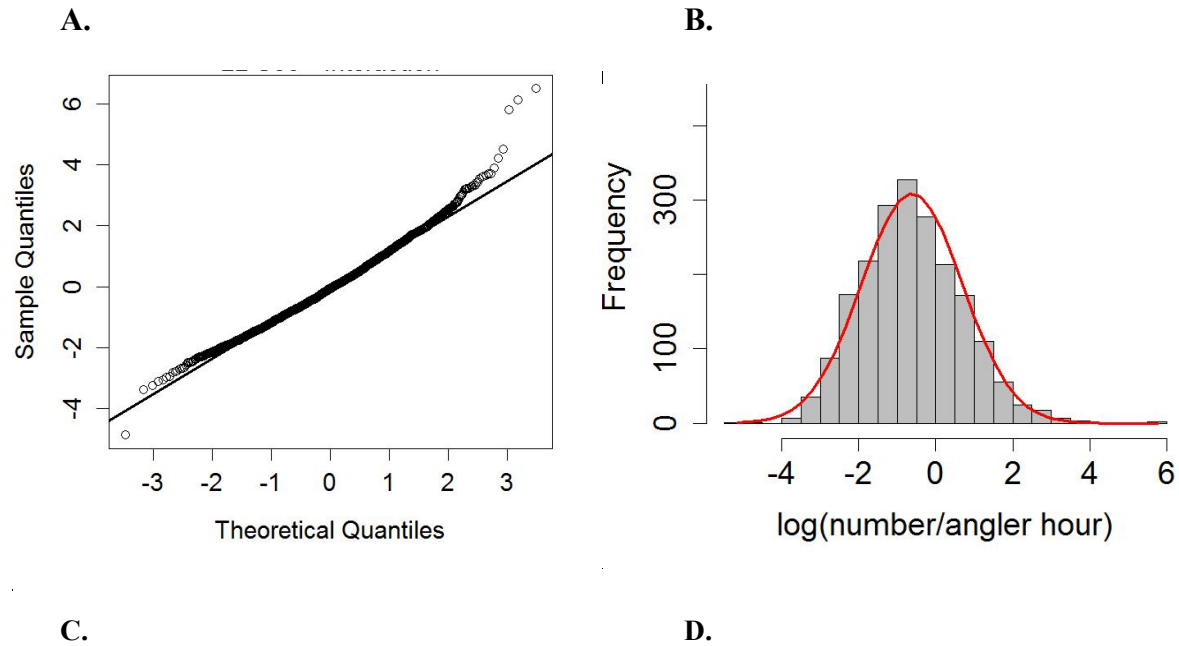 A.
B.
6
4
2
0
-2
-4
Sample Quantiles
-3 -2 -1 0 1 2 3
Theoretical Quantiles
300
100
0
Frequency
-4 -2 0 2 4 6
log(number/angler hour)
C.
D.